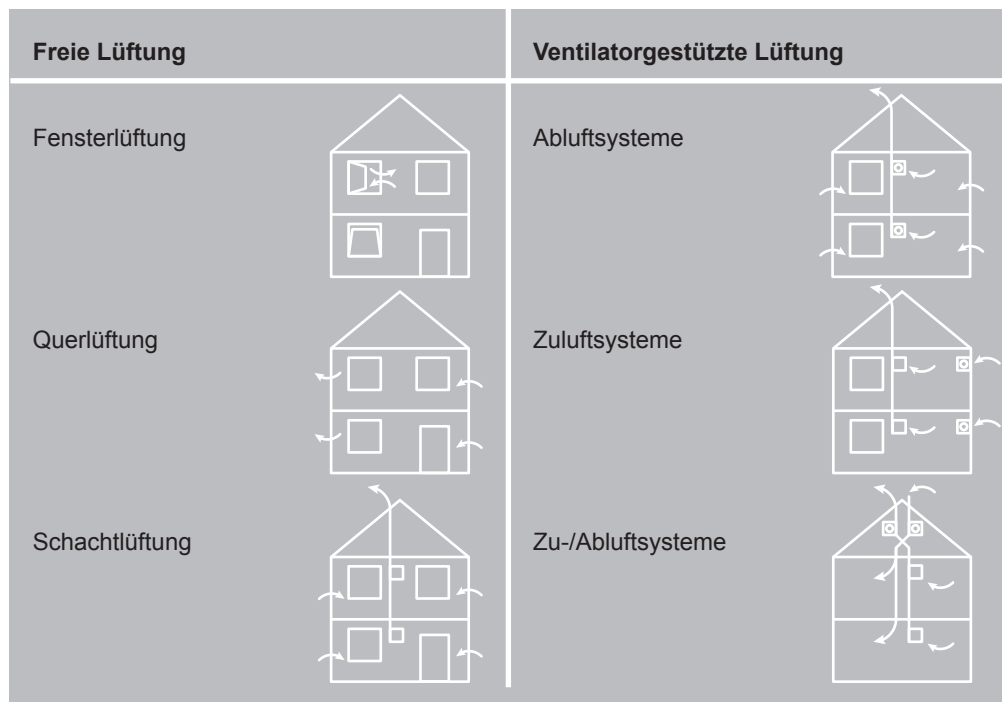 Freie Lüftung
Ventilatorgestützte Lüftung
Fensterlüftung
Abluftsysteme
Querlüftung
Zuluftsysteme
Schachtlüftung
Zu-/Abluftsysteme